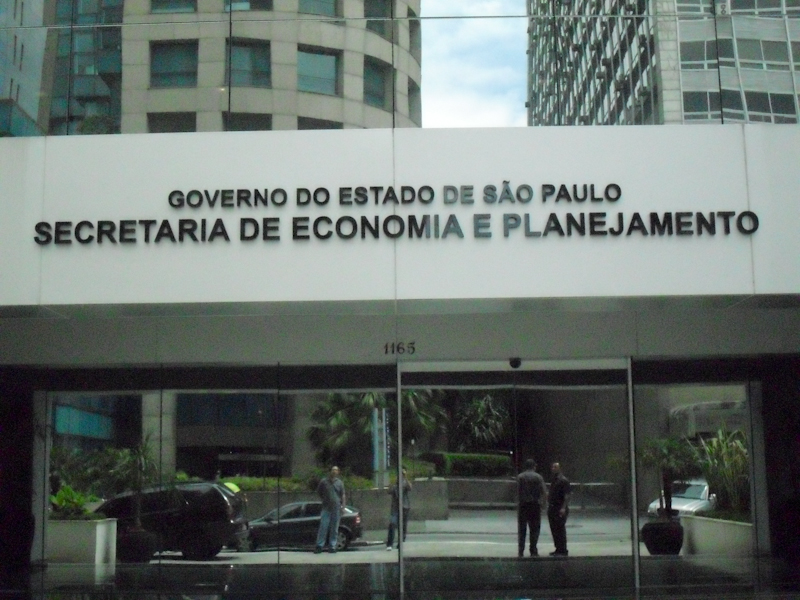 GOVERNO DO ESTADO DE SÃO PAULO
SECRETARIA DE ECONOMIA E PLANEJAMENTO
1165